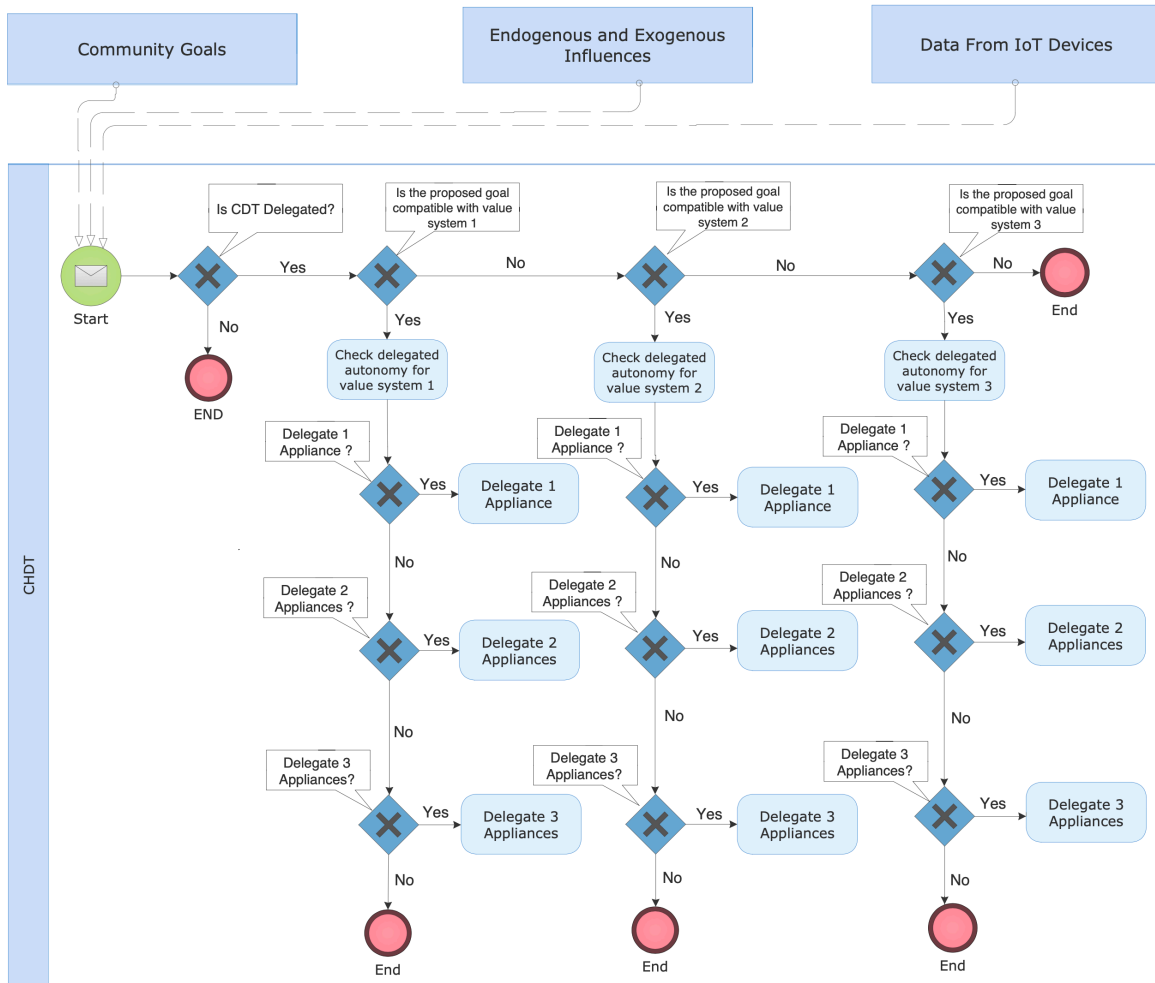 Community Goals
Endogenous and Exogenous
Influences
Data From IoT Devices
CHDT
Is CDT Delegated?
Is the proposed goal
compatible with value
system 1
Is the proposed goal
compatible with value
system 2
Is the proposed goal
compatible with value
system 3
Start
Yes
No
No
No
End
No
END
Yes
Yes
Yes
Check delegated
autonomy for
value system 1
Check delegated
autonomy for
value system 2
Check delegated
autonomy for
value system 3
Delegate 1
Appliance ?
Yes
Delegate 1
Appliance
Delegate 1
Appliance ?
Yes
Delegate 1
Appliance
Delegate 1
Appliance ?
Yes
Delegate 1
Appliance
No
No
No
Delegate 2
Appliances ?
Yes
Delegate 2
Appliances
Delegate 2
Appliances ?
Yes
Delegate 2
Appliances
Delegate 2
Appliances ?
Yes
Delegate 2
Appliances
No
No
No
Delegate 3
Appliances?
Yes
Delegate 3
Appliances
Delegate 3
Appliances?
Yes
Delegate 3
Appliances
Delegate 3
Appliances?
Yes
Delegate 3
Appliances
No
No
No
End
End
End